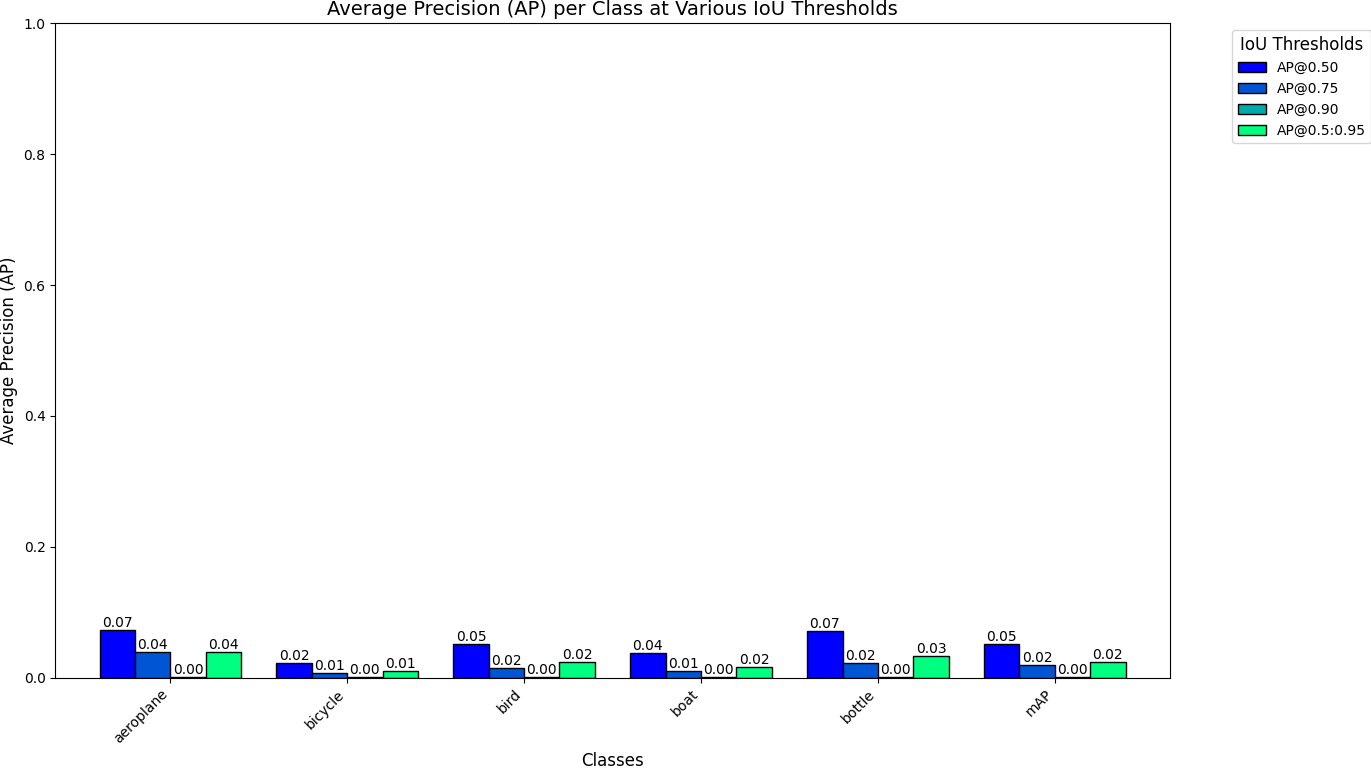 Average Precision (AP) per Class at Various IoU Thresholds
IoU Thresholds
AP@0.50
AP@0.75
AP@0.90
AP@0.5:0.95
Average Precision (AP)
1.0
0.8
0.6
0.4
0.2
0.0
0.07 0.04 0.00 0.04
0.02 0.01 0.00 0.01
0.05 0.02 0.00 0.02
0.04 0.01 0.00 0.02
0.07 0.02 0.00 0.03
0.05 0.02 0.00 0.02
aeroplane
bicycle
bird
boat
bottle
mAP
Classes